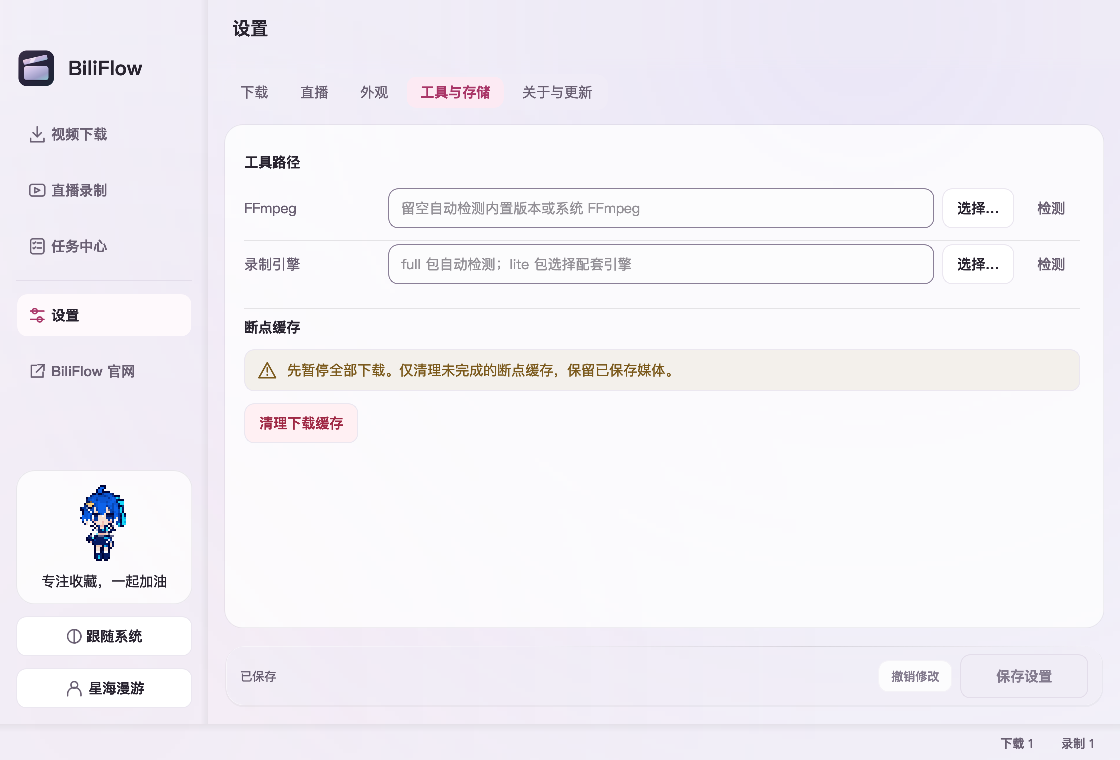 设置
BiliFlow
下载
直播
外观
工具与存储
关于与更新
视频下载
直播录制
任务中心
设置
BiliFlow 官网
专注收藏，一起加油
跟随系统
星海漫游
工具路径
FFmpeg
留空自动检测内置版本或系统 FFmpeg
选择...
检测
录制引擎
full 包自动检测；lite 包选择配套引擎
选择...
检测
断点缓存
先暂停全部下载。仅清理未完成的断点缓存，保留已保存媒体。
清理下载缓存
已保存
撤销修改
保存设置
下载 1
录制 1